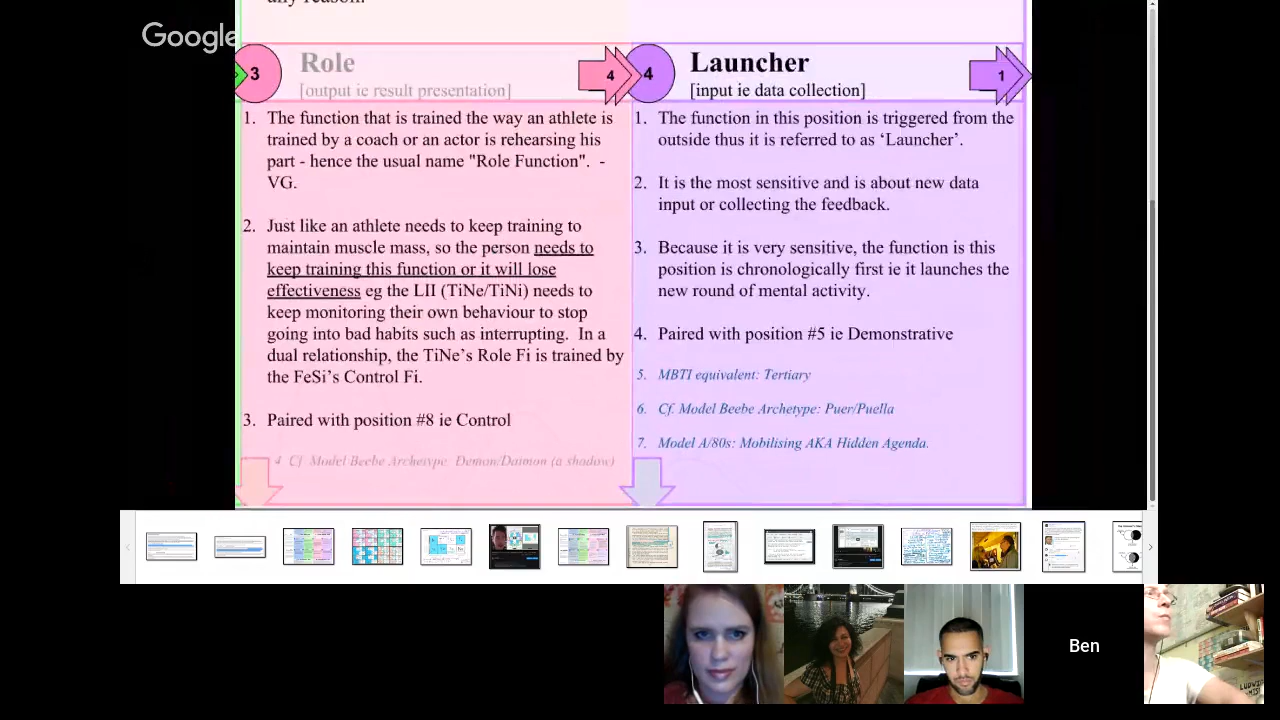 any reason.
Google
3
Role
[output ie result presentation]
4
1. The function that is trained the way an athlete is
trained by a coach or an actor is rehearsing his
part - hence the usual name "Role Function". -
VG.
2. Just like an athlete needs to keep training to
maintain muscle mass, so the person needs to
keep training this function or it will lose
effectiveness eg the LII (TiNe/TiNi) needs to
keep monitoring their own behaviour to stop
going into bad habits such as interrupting. In a
dual relationship, the TiNe's Role Fi is trained by
the FeSi's Control Fi.
3. Paired with position #8 ie Control
4 Cf. Model Beebe Archetype: Demon/Daimon (a shadow)
4
Launcher
[input ie data collection]
1
1. The function in this position is triggered from the
outside thus it is referred to as ‘Launcher’.
2. It is the most sensitive and is about new data
input or collecting the feedback.
3. Because it is very sensitive, the function is this
position is chronologically first ie it launches the
new round of mental activity.
4. Paired with position #5 ie Demonstrative
5. MBTI equivalent: Tertiary
6. Cf. Model Beebe Archetype: Puer/Puella
7. Model A/80s: Mobilising AKA Hidden Agenda.
Ben